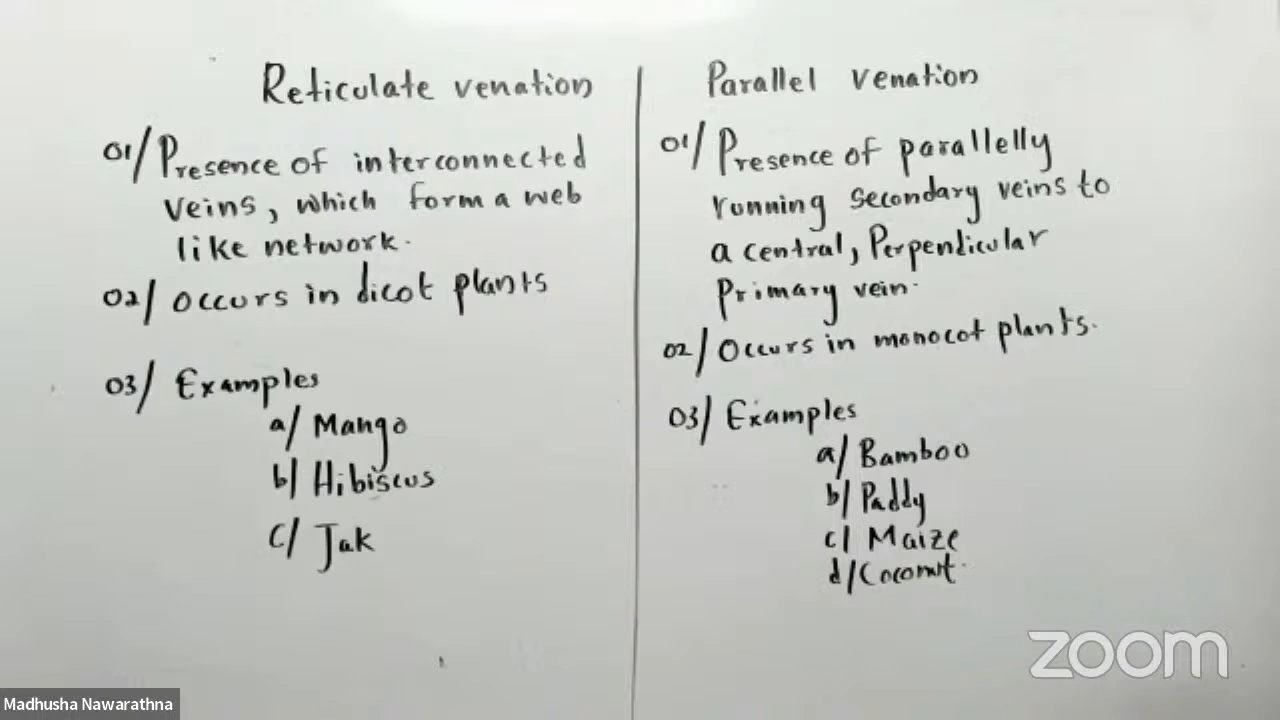 Reticulate venation
01/ Presence of interconnected
veins, which form a web
like network.
02/ Occurs in dicot plants
03/ Examples
a/ Mango
b/ Hibiscus
c/ Jak
Parallel venation
01/ Presence of parallelly
running secondary veins to
a central, Perpendicular
Primary vein.
02/ Occurs in monocot plants.
03/ Examples
a/ Bamboo
b/ Paddy
c/ Maize
d/ Coconut.
zoom
Madhusha Nawarathna